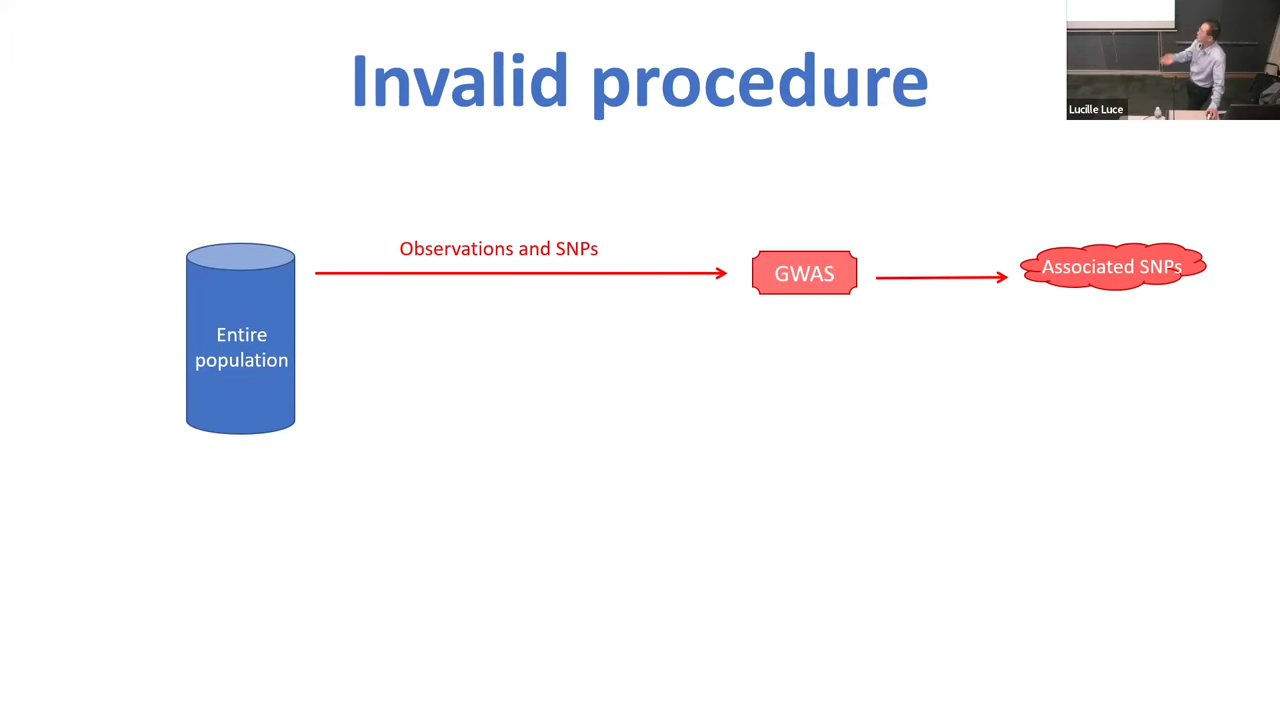 Invalid procedure
Lucille Luce
Observations and SNPs
GWAS
Associated SNPs
Entire
population